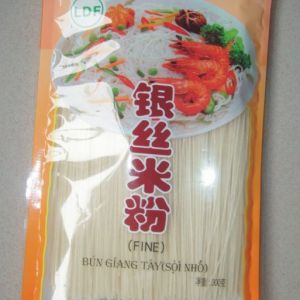 LDF
银丝米粉
(FINE)
BÚN GIANG TÂY(SỢI NHỎ)